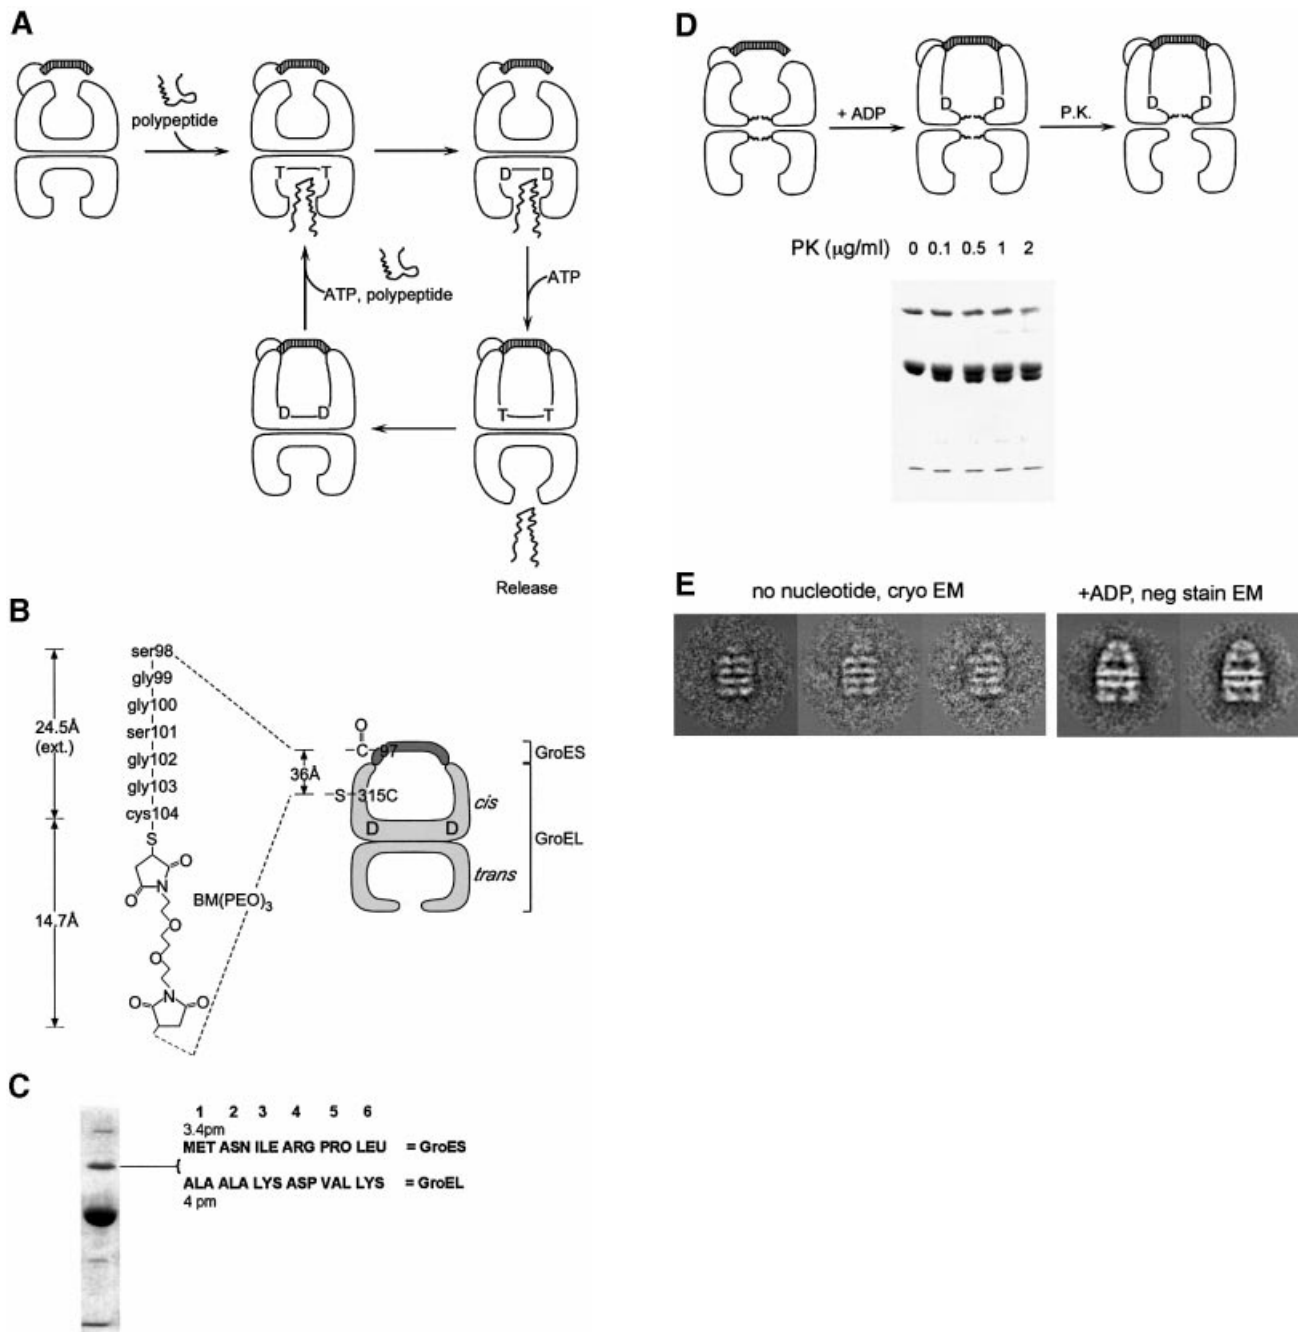 A
polypeptide
T T
D D
ATP, polypeptide
ATP
D D
T T
Release
B
ser98
gly99
gly100
ser101
gly102
gly103
cys104
24.5Å
(ext.)
14.7Å
S
O
N
O
O
O
N
O
O
BM(PEO)3
36Å
O
C 97
S 315C
D D
cis
trans
GroES
GroEL
C
1 2 3 4 5 6
3.4pm
MET ASN ILE ARG PRO LEU = GroES
ALA ALA LYS ASP VAL LYS = GroEL
4 pm
D
+ ADP
D D
P.K.
D D
PK (μg/ml) 0 0.1 0.5 1 2
E
no nucleotide, cryo EM
+ADP, neg stain EM